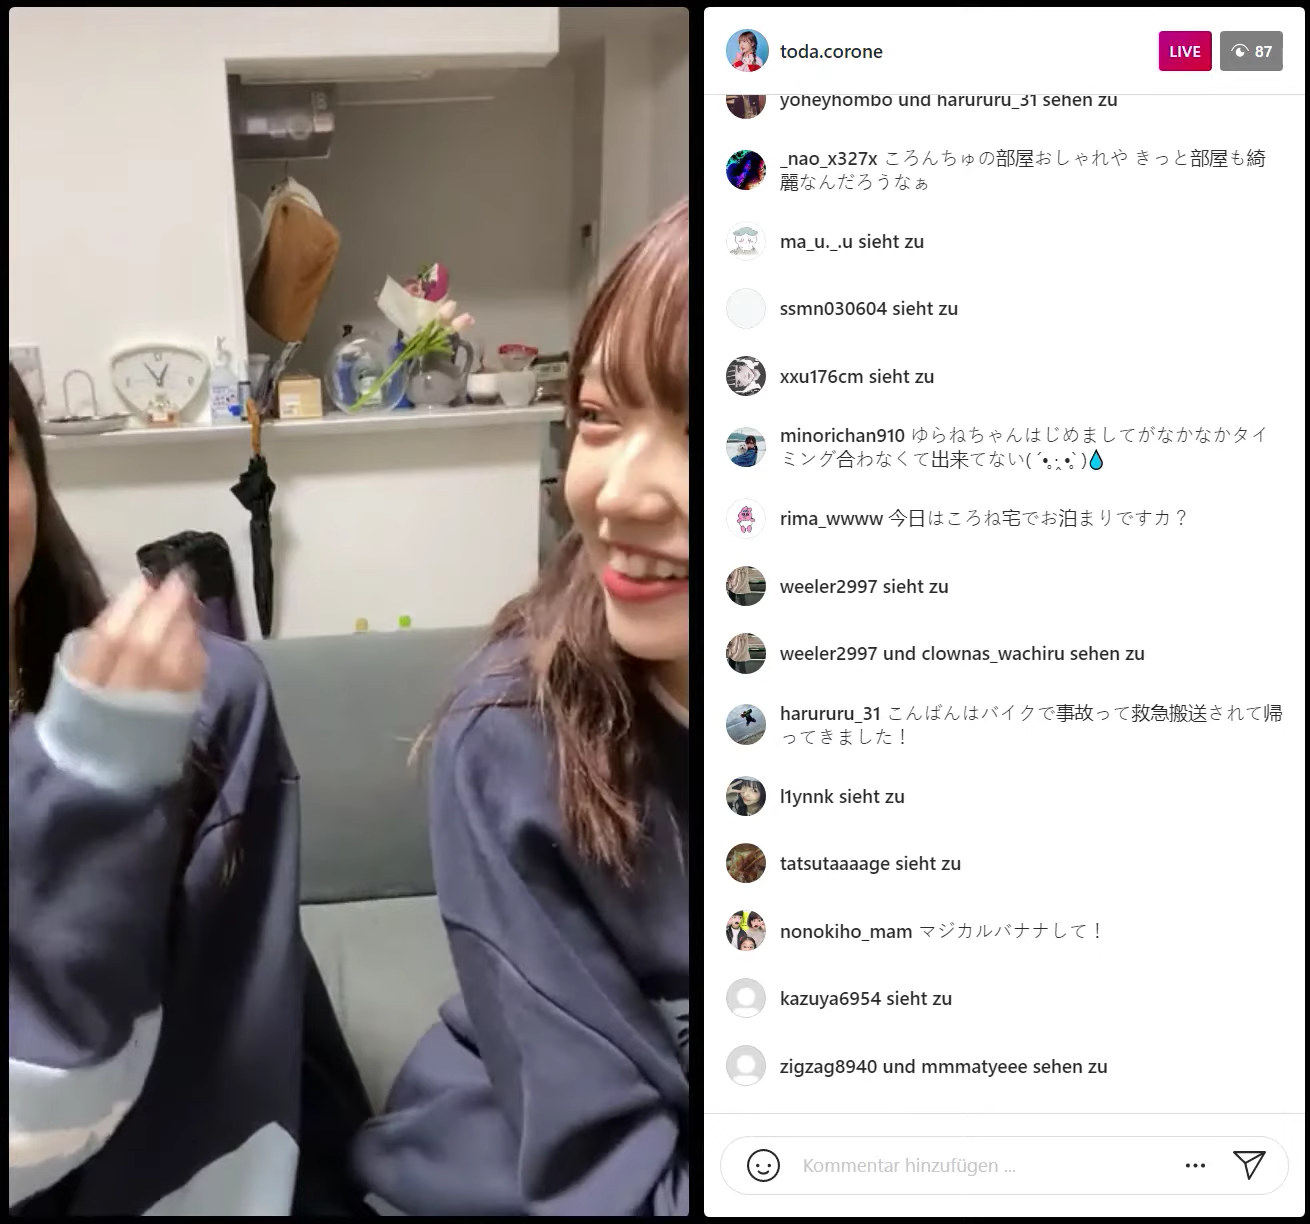 toda.corone
LIVE
87
yoheyhombo und harururu_31 sehen zu
_nao_x327x ころんちゅの部屋おしゃれや きっと部屋も綺
麗なんだろうなぁ
ma_u._.u sieht zu
ssmn030604 sieht zu
xxu176cm sieht zu
minorichan910 ゆらねちゃんはじめましてがなかなかタイ
ミング合わなくて出来てない( ´•̥ ̫ •̥` )💧
rima_wwww 今日はころね宅でお泊まりですカ？
weeler2997 sieht zu
weeler2997 und clownas_wachiru sehen zu
harururu_31 こんばんはバイクで事故って救急搬送されて帰
ってきました！
l1ynnk sieht zu
tatsutaaaage sieht zu
nonokiho_mam マジカルバナナして！
kazuya6954 sieht zu
zigzag8940 und mmmatyeee sehen zu
Kommentar hinzufügen ...